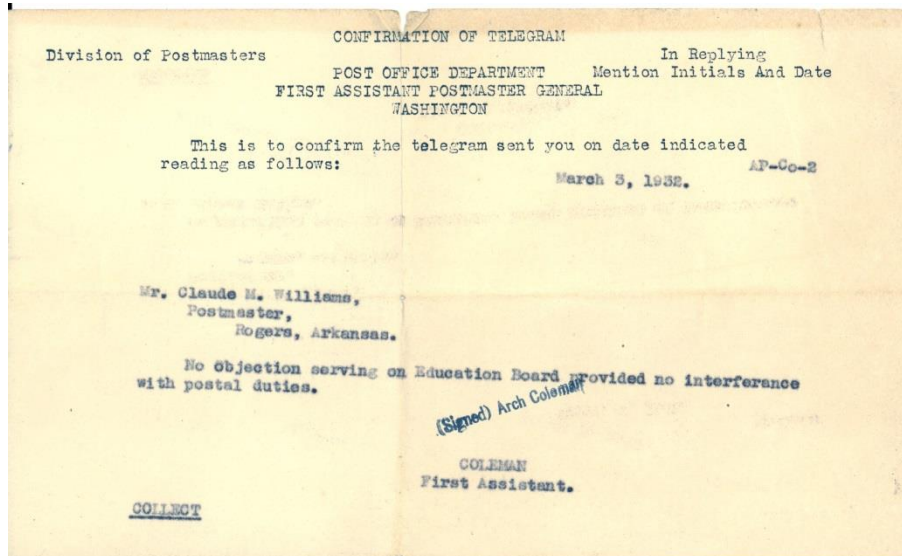 CONFIRMATION OF TELEGRAM
Division of Postmasters
In Replying
Mention Initials And Date
POST OFFICE DEPARTMENT
FIRST ASSISTANT POSTMASTER GENERAL
WASHINGTON
This is to confirm the telegram sent you on date indicated
reading as follows:
AP-Co-2
March 3, 1932.
Mr. Claude M. Williams,
Postmaster,
Rogers, Arkansas.
No objection serving on Education Board provided no interference
with postal duties.
(Signed) Arch Coleman
COLEMAN
First Assistant.
COLLECT